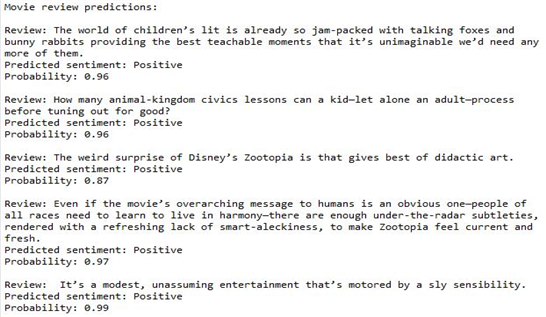 Movie review predictions:
Review: The world of children’s lit is already so jam-packed with talking foxes and
bunny rabbits providing the best teachable moments that it’s unimaginable we’d need any
more of them.
Predicted sentiment: Positive
Probability: 0.96
Review: How many animal-kingdom civics lessons can a kid—let alone an adult—process
before tuning out for good?
Predicted sentiment: Positive
Probability: 0.96
Review: The weird surprise of Disney’s Zootopia is that gives best of didactic art.
Predicted sentiment: Positive
Probability: 0.87
Review: Even if the movie’s overarching message to humans is an obvious one—people of
all races need to learn to live in harmony—there are enough under-the-radar subtleties,
rendered with a refreshing lack of smart-aleckiness, to make Zootopia feel current and
fresh.
Predicted sentiment: Positive
Probability: 0.97
Review:  It’s a modest, unassuming entertainment that’s motored by a sly sensibility.
Predicted sentiment: Positive
Probability: 0.99